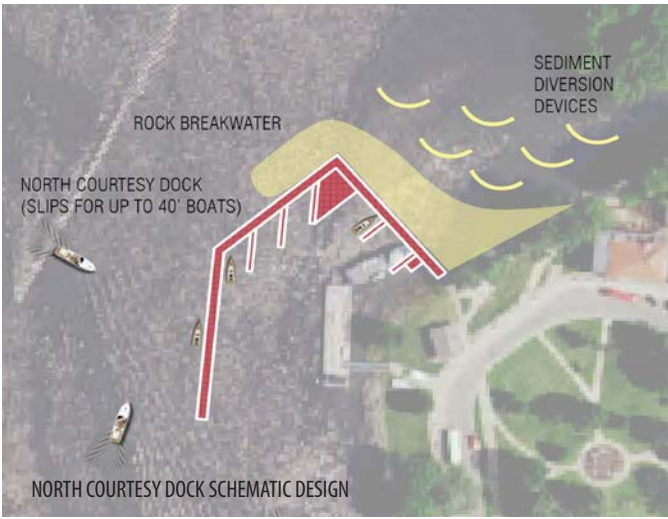 SEDIMENT
DIVERSION
DEVICES
ROCK BREAKWATER
NORTH COURTESY DOCK
(SLIPS FOR UP TO 40' BOATS)
NORTH COURTESY DOCK SCHEMATIC DESIGN